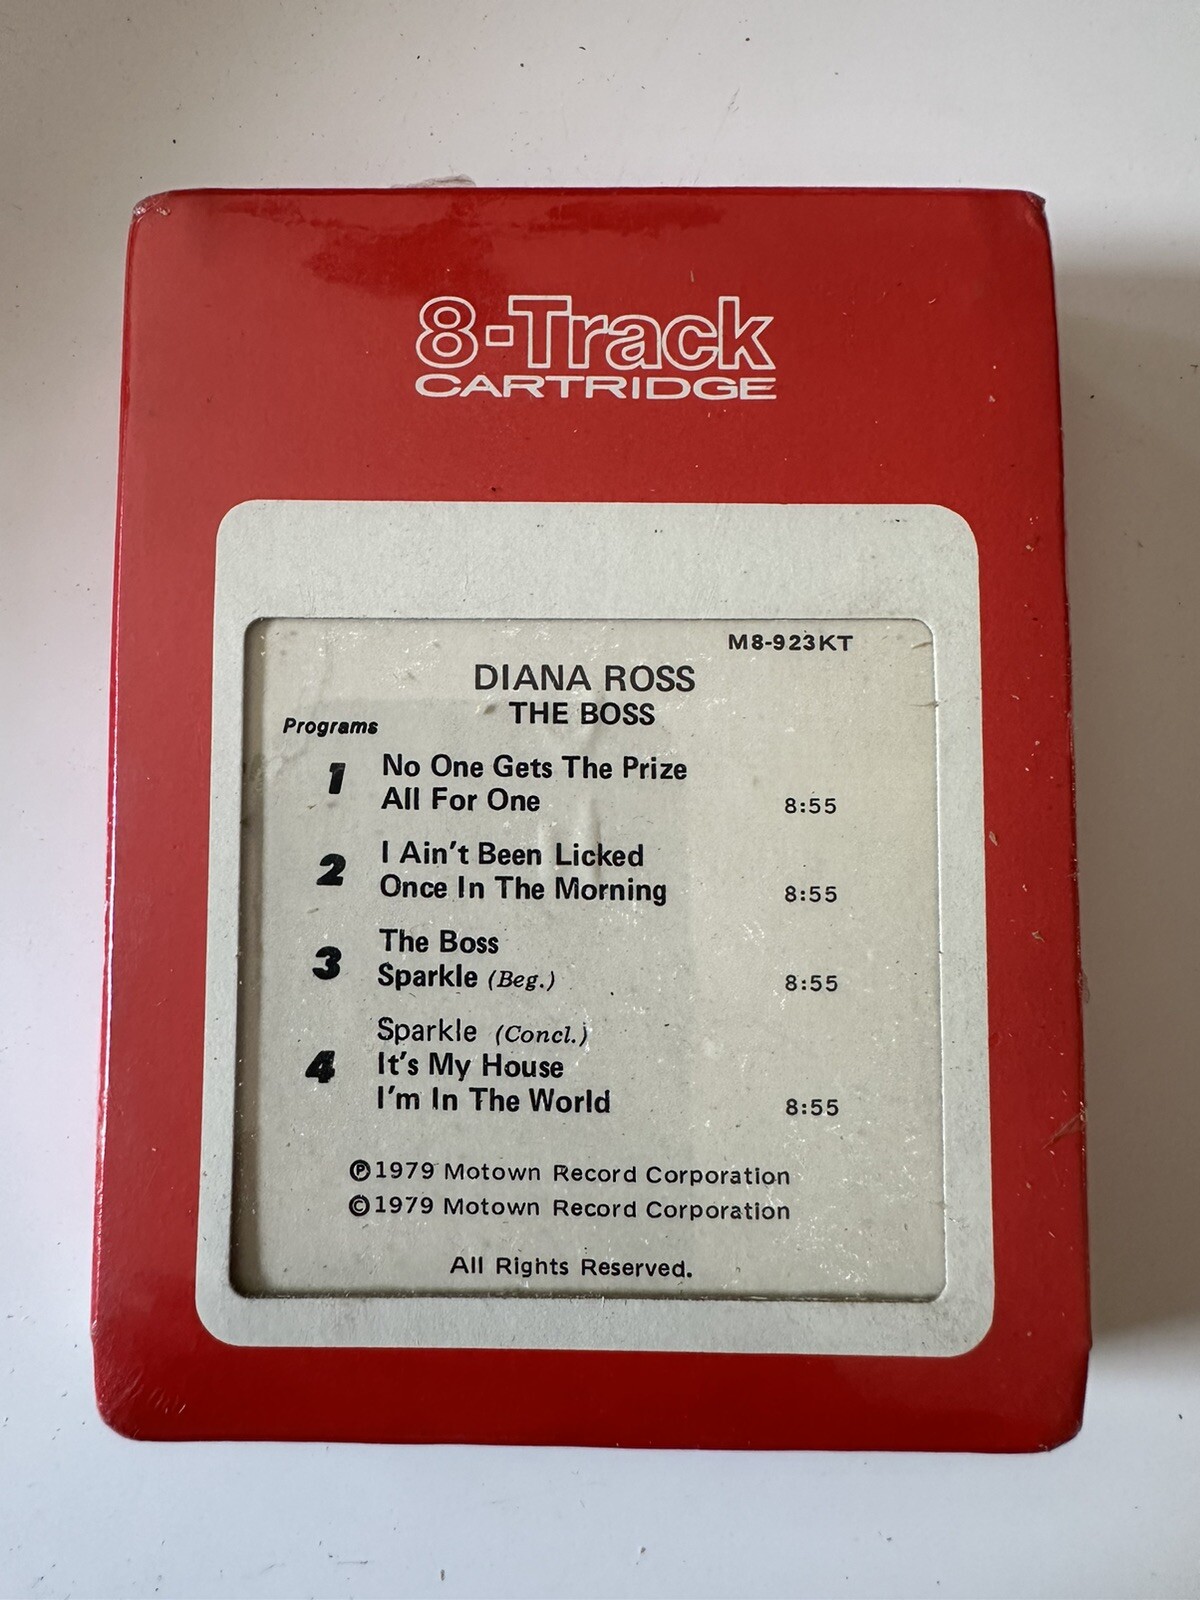 8-Track
CARTRIDGE
M8-923KT
DIANA ROSS
THE BOSS
Programs
1 No One Gets The Prize
All For One 8:55
2 I Ain't Been Licked
Once In The Morning 8:55
3 The Boss
Sparkle (Beg.) 8:55
Sparkle (Concl.)
4 It's My House
I'm In The World 8:55
Ⓟ1979 Motown Record Corporation
©1979 Motown Record Corporation
All Rights Reserved.